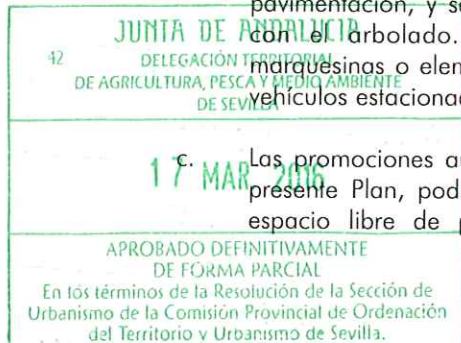 pavimentación, y s
JUNTA DE ANDALUCIA
con el arbolado.
42
DELEGACIÓN TERRITORIAL
marquesinas o elen
DE AGRICULTURA, PESCA Y MEDIO AMBIENTE
DE SEVILLA
vehículos estacionad
17 MAR 2016
c. Las promociones a
presente Plan, pod
espacio libre de
APROBADO DEFINITIVAMENTE
DE FORMA PARCIAL
En los términos de la Resolución de la Sección de
Urbanismo de la Comisión Provincial de Ordenación
del Territorio y Urbanismo de Sevilla.